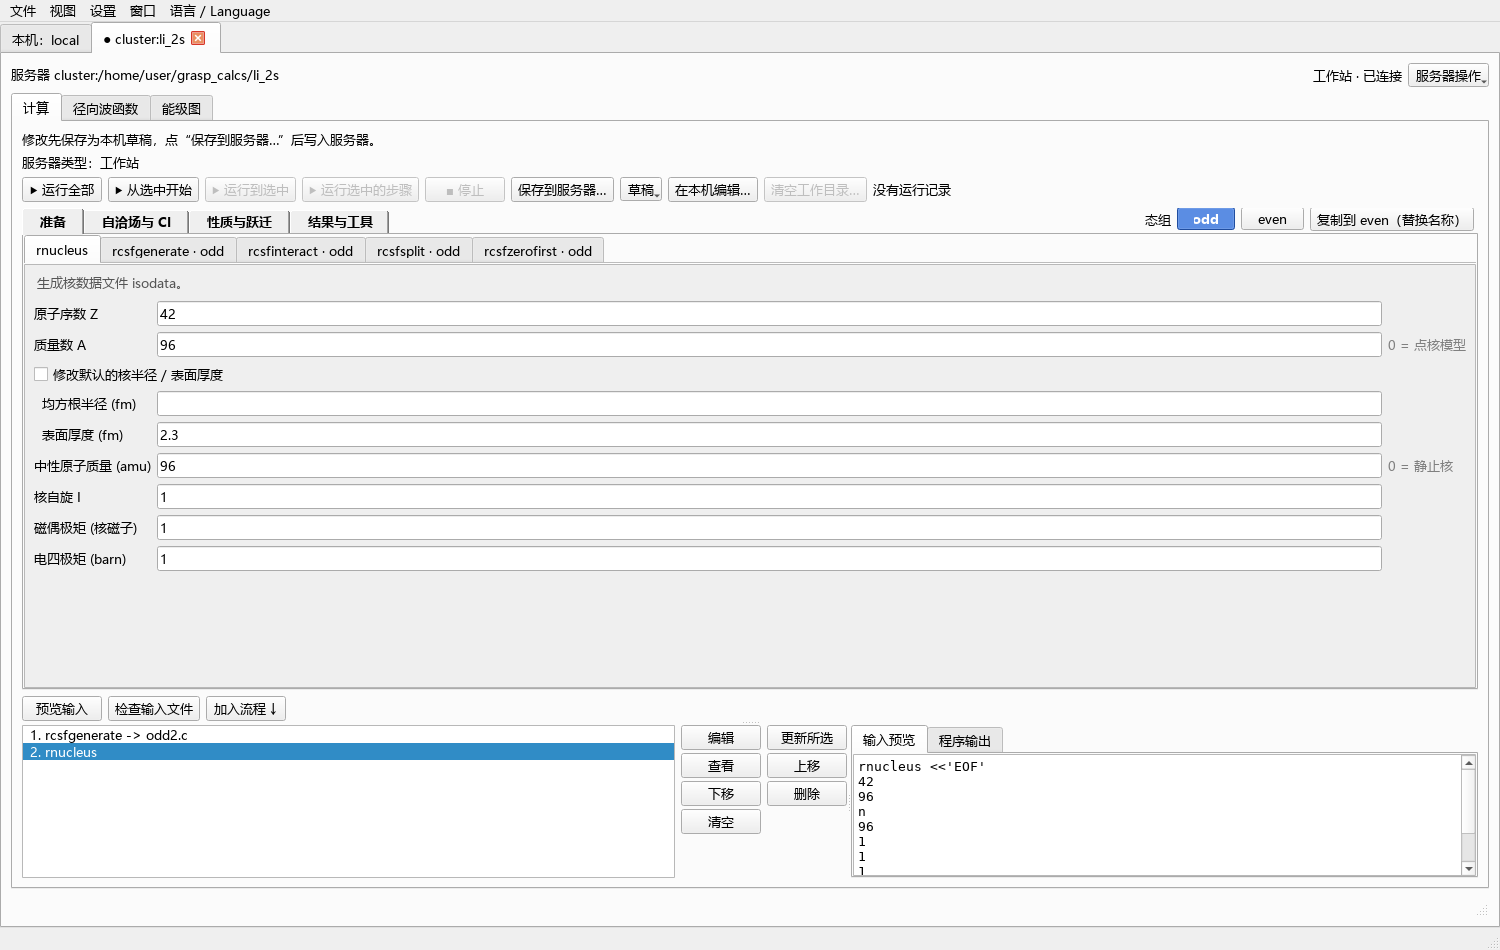 文件 视图 设置 窗口 语言 / Language
本机: local ● cluster:li_2s
服务器 cluster:/home/user/grasp_calcs/li_2s 工作站 · 已连接 服务器操作
计算 径向波函数 能级图
修改先保存为本机草稿，点“保存到服务器…”后写入服务器。
服务器类型：工作站
运行全部 从选中开始 运行到选中 运行选中的步骤 停止 保存到服务器... 草稿 在本机编辑... 清空工作目录... 没有运行记录
准备 自洽场与 CI 性质与跃迁 结果与工具 态组 odd even 复制到 even（替换名称）
rnucleus rcsfgenerate · odd rcsfinteract · odd rcsfsplit · odd rcsfzerofirst · odd
生成核数据文件 isodata。
原子序数 Z 42
质量数 A 96 0 = 点核模型
修改默认的核半径 / 表面厚度
均方根半径 (fm)
表面厚度 (fm) 2.3
中性原子质量 (amu) 96 0 = 静止核
核自旋 I 1
磁偶极矩 (核磁子) 1
电四极矩 (barn) 1
预览输入 检查输入文件 加入流程↓
1. rcsfgenerate -> odd2.c
2. rnucleus
编辑 更新所选
查看 上移
下移 删除
清空
输入预览 程序输出
rnucleus <<'EOF'
42
96
n
96
1
1
1